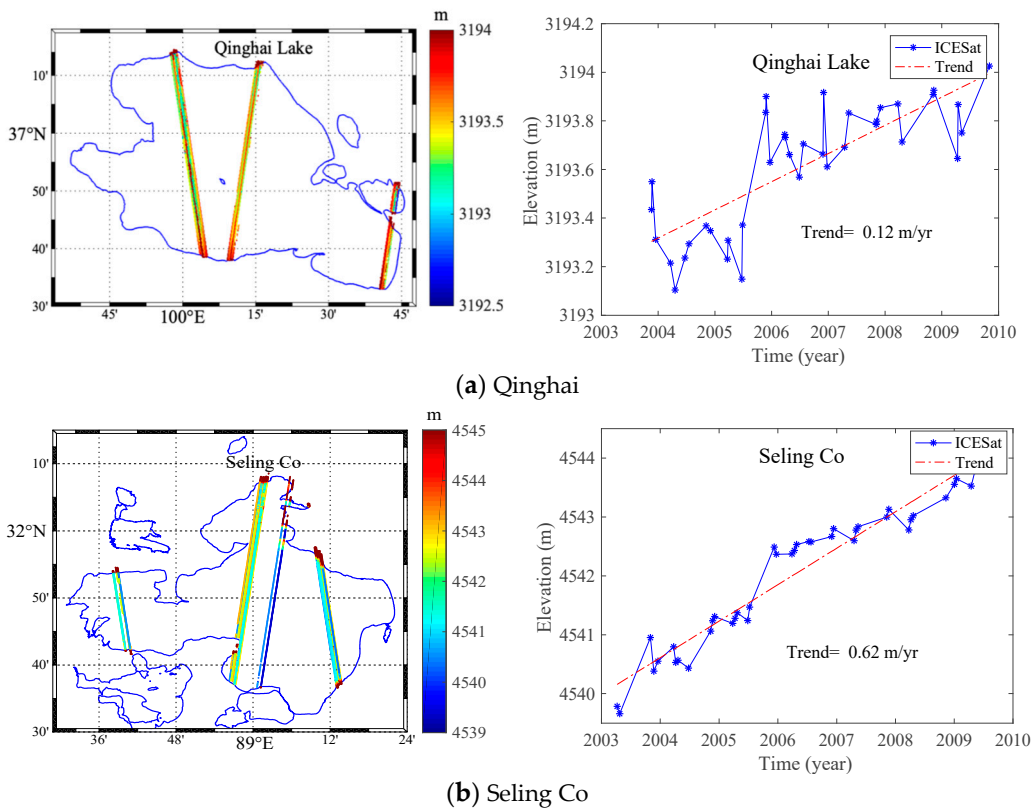 m
3194
3193.5
3193
3192.5
Qinghai Lake
10'
37°N
50'
40'
30'
45'
100°E
15'
30'
45'
3194.2
3194
3193.8
3193.6
3193.4
3193.2
3193
Elevation (m)
Qinghai Lake
ICESat
Trend
Trend= 0.12 m/yr
2003 2004 2005 2006 2007 2008 2009 2010
Time (year)
(a) Qinghai
m
4545
4544
4543
4542
4541
4540
4539
Seling Co
10'
32°N
50'
40'
30'
36'
48'
89°E
12'
24'
4544
4543
4542
4541
4540
Elevation (m)
Seling Co
ICESat
Trend
Trend= 0.62 m/yr
2003 2004 2005 2006 2007 2008 2009 2010
Time (year)
(b) Seling Co